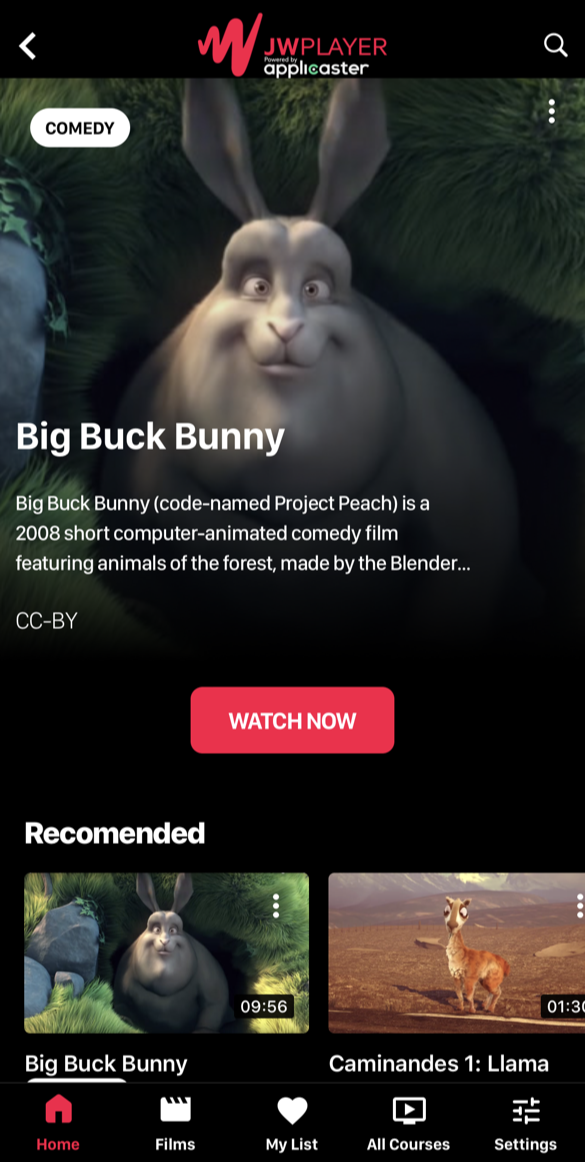 JWPLAYER
Powered by
applicaster
COMEDY
Big Buck Bunny
Big Buck Bunny (code-named Project Peach) is a
2008 short computer-animated comedy film
featuring animals of the forest, made by the Blender...
CC-BY
WATCH NOW
Recomended
09:56
01:30
Big Buck Bunny
Caminandes 1: Llama
Home
Films
My List
All Courses
Settings